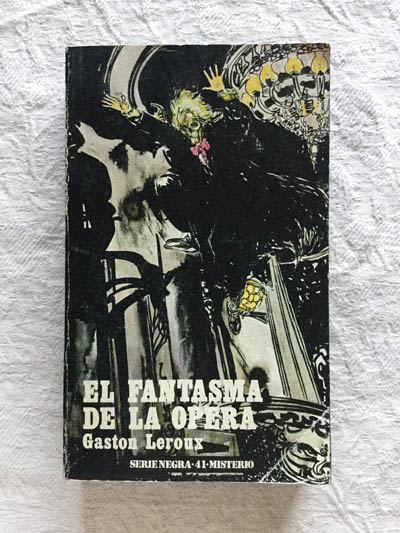 EL FANTASMA
DE LA OPERA
Gaston Leroux
SERIE NEGRA·41·MISTERIO